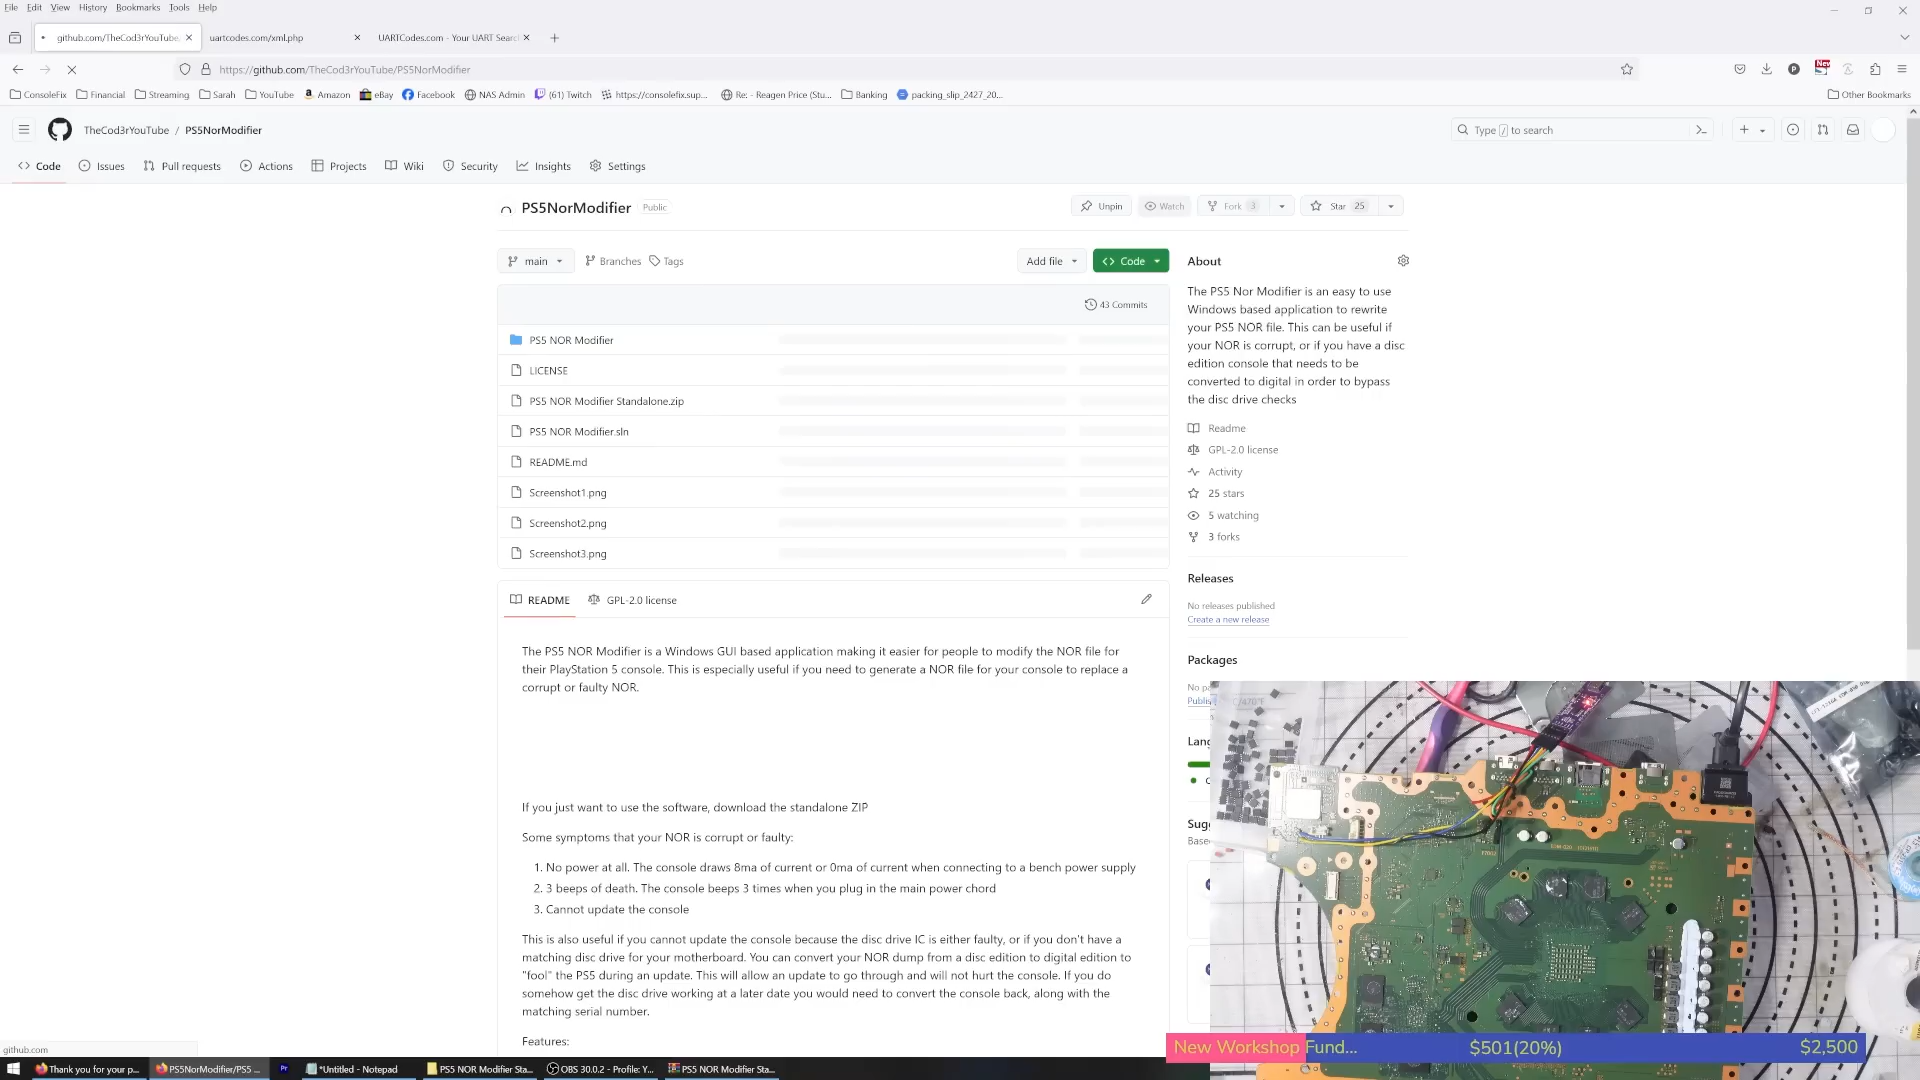 File Edit View History Bookmarks Tools Help
github.com/TheCod3rYouTube
uartcodes.com/xml.php
UARTCodes.com - Your UART Searc
https://github.com/TheCod3rYouTube/PS5NorModifier
New
ConsoleFix Financial Streaming Sarah YouTube Amazon eBay Facebook NAS Admin (61) Twitch https://consolefix.sup... Re: - Reagen Price (Stu... Banking packing_slip_2427_20... Other Bookmarks
TheCod3rYouTube / PS5NorModifier
Type / to search
Code Issues Pull requests Actions Projects Wiki Security Insights Settings
PS5NorModifier Public
Unpin Watch Fork 3 Star 25
main Branches Tags
Add file Code
43 Commits
PS5 NOR Modifier
LICENSE
PS5 NOR Modifier Standalone.zip
PS5 NOR Modifier.sln
README.md
Screenshot1.png
Screenshot2.png
Screenshot3.png
About
The PS5 Nor Modifier is an easy to use
Windows based application to rewrite
your PS5 NOR file. This can be useful if
your NOR is corrupt, or if you have a disc
edition console that needs to be
converted to digital in order to bypass
the disc drive checks
Readme
GPL-2.0 license
Activity
25 stars
5 watching
3 forks
Releases
No releases published
Create a new release
Packages
No pa
Publis
Lang
Sugg
Base
README GPL-2.0 license
The PS5 NOR Modifier is a Windows GUI based application making it easier for people to modify the NOR file for
their PlayStation 5 console. This is especially useful if you need to generate a NOR file for your console to replace a
corrupt or faulty NOR.
If you just want to use the software, download the standalone ZIP
Some symptoms that your NOR is corrupt or faulty:
1. No power at all. The console draws 8ma of current or 0ma of current when connecting to a bench power supply
2. 3 beeps of death. The console beeps 3 times when you plug in the main power chord
3. Cannot update the console
This is also useful if you cannot update the console because the disc drive IC is either faulty, or if you don't have a
matching disc drive for your motherboard. You can convert your NOR dump from a disc edition to digital edition to
"fool" the PS5 during an update. This will allow an update to go through and will not hurt the console. If you do
somehow get the disc drive working at a later date you would need to convert the console back, along with the
matching serial number.
Features:
github.com
New Workshop Fund... $501(20%) $2,500
Thank you for your p... PS5NorModifier/PS5 ... *Untitled - Notepad PS5 NOR Modifier Sta... OBS 30.0.2 - Profile: Y... PS5 NOR Modifier Sta...